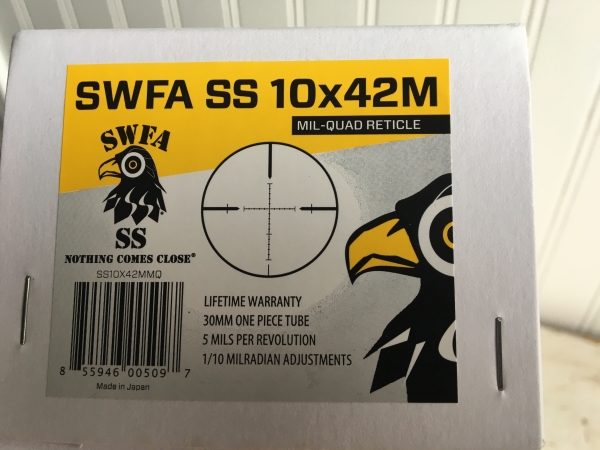 SWFA SS 10x42M
MIL-QUAD RETICLE
SWFA
SS
NOTHING COMES CLOSE®
SS10X42MMQ
LIFETIME WARRANTY
30MM ONE PIECE TUBE
5 MILS PER REVOLUTION
1/10 MILRADIAN ADJUSTMENTS
8 55946 00509 7
Made in Japan